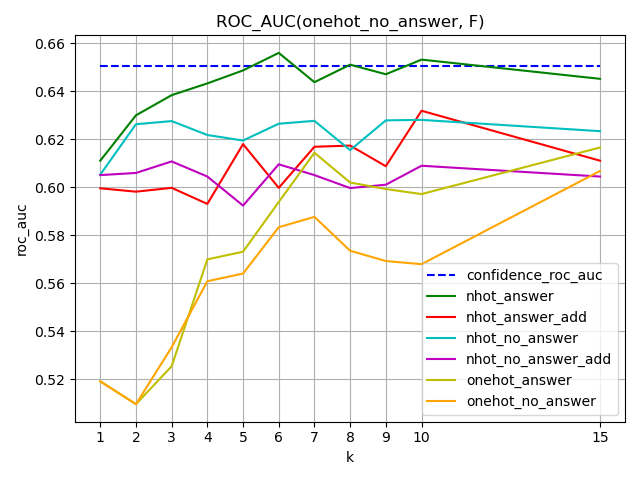 ROC_AUC(onehot_no_answer, F)
roc_auc
0.66
0.64
0.62
0.60
0.58
0.56
0.54
0.52
confidence_roc_auc
nhot_answer
nhot_answer_add
nhot_no_answer
nhot_no_answer_add
onehot_answer
onehot_no_answer
1 2 3 4 5 6 7 8 9 10 15
k